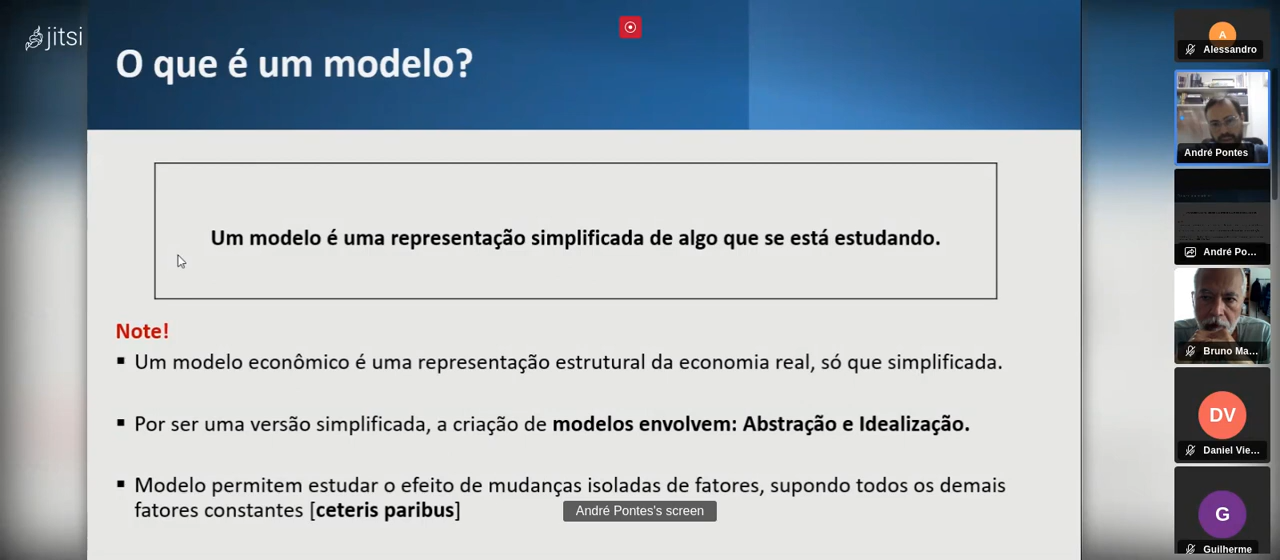 jitsi
O que é um modelo?
Um modelo é uma representação simplificada de algo que se está estudando.
Note!
▪ Um modelo econômico é uma representação estrutural da economia real, só que simplificada.
▪ Por ser uma versão simplificada, a criação de modelos envolvem: Abstração e Idealização.
▪ Modelo permitem estudar o efeito de mudanças isoladas de fatores, supondo todos os demais
fatores constantes [ceteris paribus]
André Pontes's screen
A
Alessandro
André Pontes
André Po...
Bruno Ma...
DV
Daniel Vie...
G
Guilherme